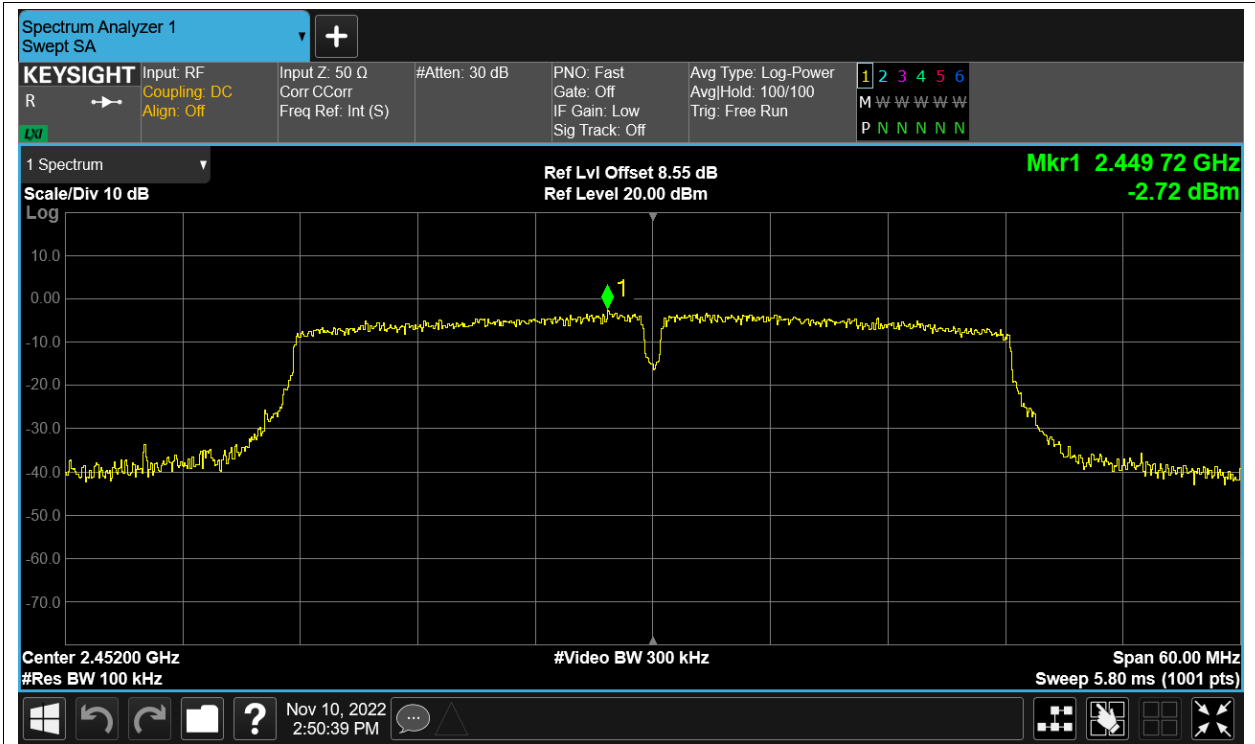 Spectrum Analyzer 1
Swept SA
+
KEYSIGHT Input: RF Input Z: 50 Ω #Atten: 30 dB PNO: Fast Avg Type: Log-Power 1 2 3 4 5 6
R Coupling: DC Corr CCorr Gate: Off Avg|Hold: 100/100 M W W W W W
Align: Off Freq Ref: Int (S) IF Gain: Low Trig: Free Run
LXI Sig Track: Off P N N N N N
1 Spectrum Ref Lvl Offset 8.55 dB Mkr1 2.449 72 GHz
Scale/Div 10 dB Ref Level 20.00 dBm -2.72 dBm
Log
10.0
1
0.00
-10.0
-20.0
-30.0
-40.0
-50.0
-60.0
-70.0
Center 2.45200 GHz #Video BW 300 kHz Span 60.00 MHz
#Res BW 100 kHz Sweep 5.80 ms (1001 pts)
? Nov 10, 2022
2:50:39 PM